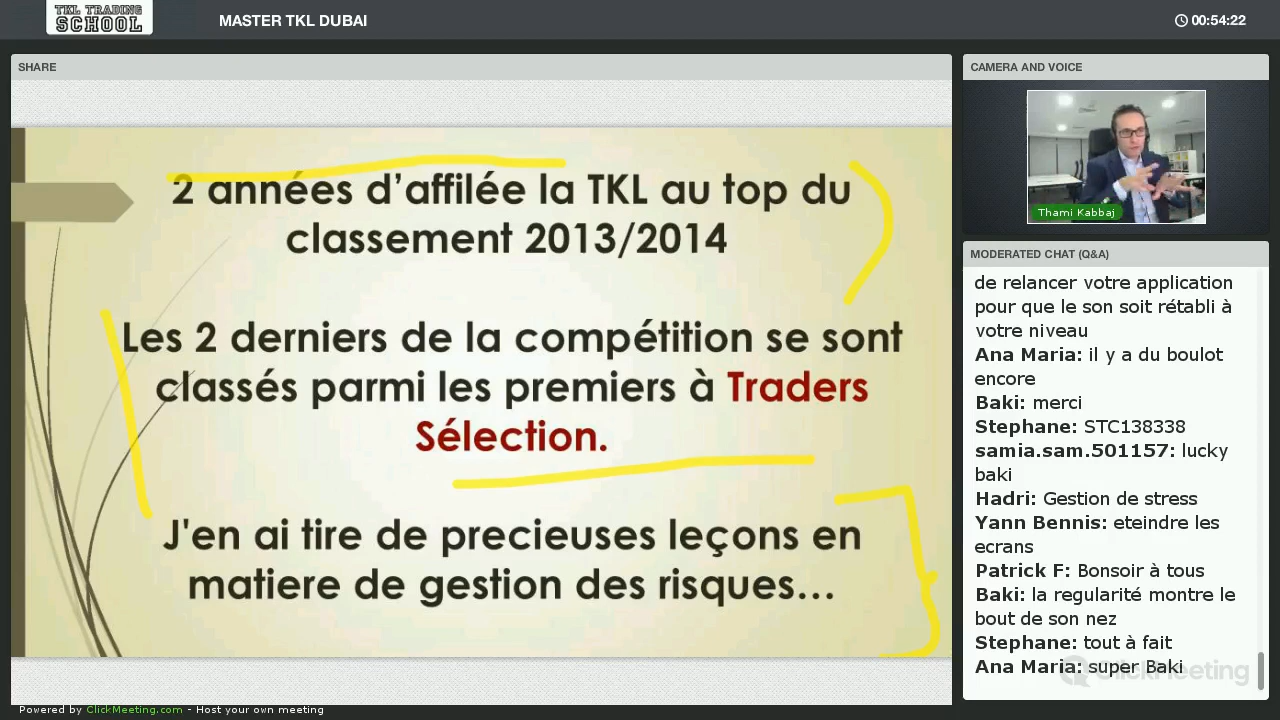 TKL TRADING
SCHOOL
MASTER TKL DUBAI
00:54:22
SHARE
2 années d’affilée la TKL au top du
classement 2013/2014
Les 2 derniers de la compétition se sont
classés parmi les premiers à Traders
Sélection.
J'en ai tire de precieuses leçons en
matiere de gestion des risques...
CAMERA AND VOICE
Thami Kabbaj
MODERATED CHAT (Q&A)
de relancer votre application
pour que le son soit rétabli à
votre niveau
Ana Maria: il y a du boulot
encore
Baki: merci
Stephane: STC138338
samia.sam.501157: lucky
baki
Hadri: Gestion de stress
Yann Bennis: eteindre les
ecrans
Patrick F: Bonsoir à tous
Baki: la regularité montre le
bout de son nez
Stephane: tout à fait
Ana Maria: super Baki
ClickMeeting
Powered by ClickMeeting.com - Host your own meeting